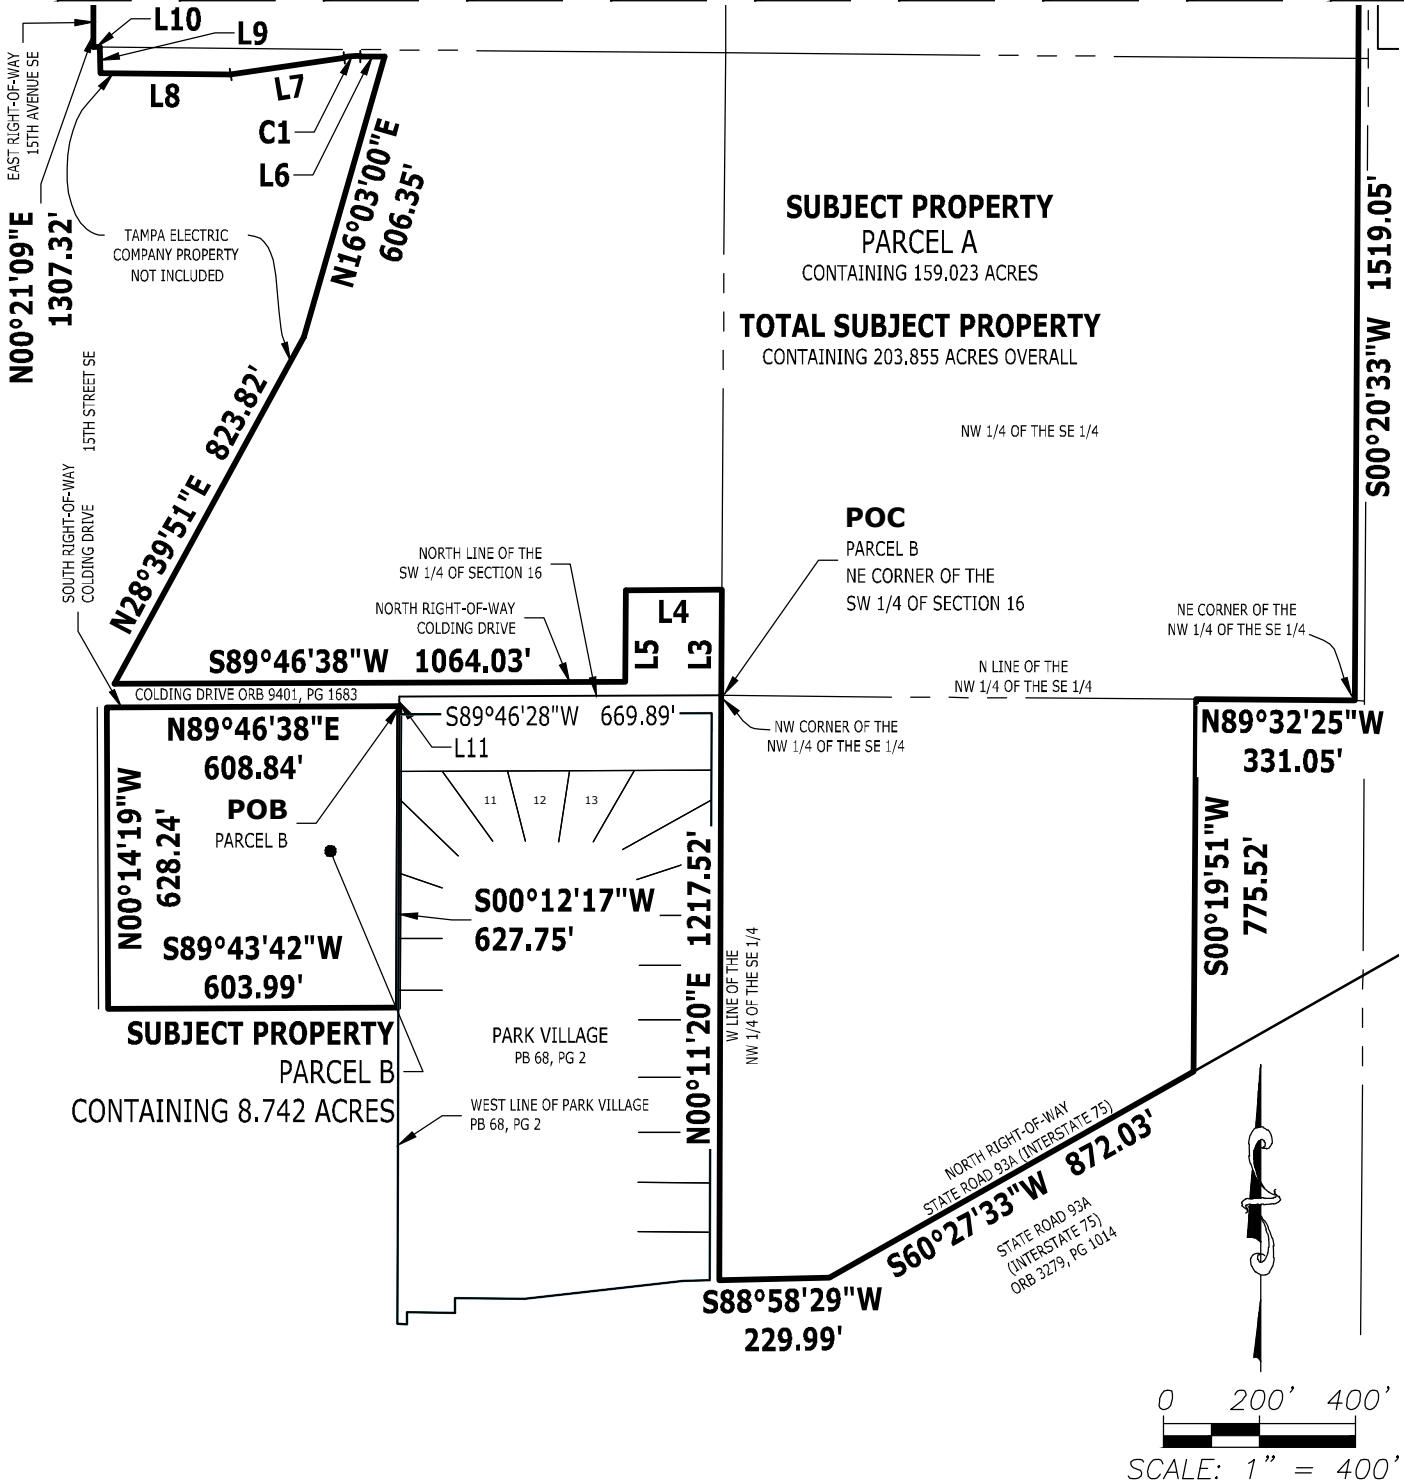 L10
L9
L8
L7
C1
L6
EAST RIGHT-OF-WAY
15TH AVENUE SE
N00°21'09"E
1307.32'
TAMPA ELECTRIC
COMPANY PROPERTY
NOT INCLUDED
N16°03'00"E
606.35'
SUBJECT PROPERTY
PARCEL A
CONTAINING 159.023 ACRES
TOTAL SUBJECT PROPERTY
CONTAINING 203.855 ACRES OVERALL
S00°20'33"W 1519.05'
NW 1/4 OF THE SE 1/4
15TH STREET SE
SOUTH RIGHT-OF-WAY
COLDING DRIVE
N28°39'51"E 823.82'
NORTH LINE OF THE
SW 1/4 OF SECTION 16
NORTH RIGHT-OF-WAY
COLDING DRIVE
L4
L5
L3
POC
PARCEL B
NE CORNER OF THE
SW 1/4 OF SECTION 16
NE CORNER OF THE
NW 1/4 OF THE SE 1/4
N LINE OF THE
NW 1/4 OF THE SE 1/4
S89°46'38"W 1064.03'
COLDING DRIVE ORB 9401, PG 1683
S89°46'28"W 669.89'
L11
NW CORNER OF THE
NW 1/4 OF THE SE 1/4
N89°32'25"W
331.05'
N89°46'38"E
608.84'
POB
PARCEL B
N00°14'19"W
628.24'
11
12
13
S00°12'17"W
627.75'
N00°11'20"E 1217.52'
W LINE OF THE
NW 1/4 OF THE SE 1/4
S00°19'51"W
775.52'
S89°43'42"W
603.99'
SUBJECT PROPERTY
PARCEL B
CONTAINING 8.742 ACRES
PARK VILLAGE
PB 68, PG 2
WEST LINE OF PARK VILLAGE
PB 68, PG 2
NORTH RIGHT-OF-WAY
STATE ROAD 93A (INTERSTATE 75)
S60°27'33"W 872.03'
STATE ROAD 93A
(INTERSTATE 75)
ORB 3279, PG 1014
S88°58'29"W
229.99'
0 200' 400'
SCALE: 1" = 400'